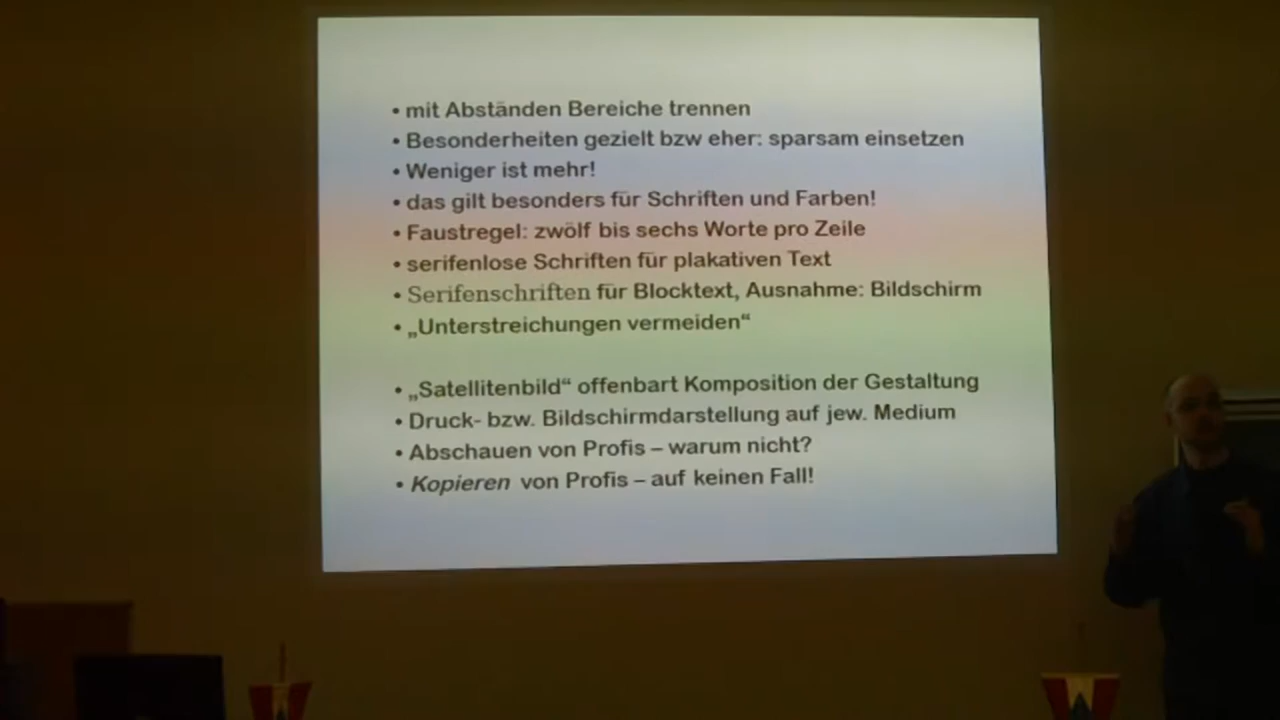 • mit Abständen Bereiche trennen
• Besonderheiten gezielt bzw eher: sparsam einsetzen
• Weniger ist mehr!
• das gilt besonders für Schriften und Farben!
• Faustregel: zwölf bis sechs Worte pro Zeile
• serifenlose Schriften für plakativen Text
• Serifenschriften für Blocktext, Ausnahme: Bildschirm
• „Unterstreichungen vermeiden“
• „Satellitenbild“ offenbart Komposition der Gestaltung
• Druck- bzw. Bildschirmdarstellung auf jew. Medium
• Abschauen von Profis – warum nicht?
• Kopieren von Profis – auf keinen Fall!